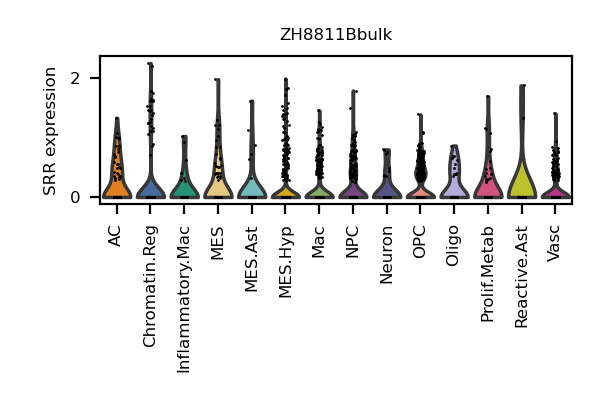 ZH8811Bbulk
SRR expression
2
0
AC
Chromatin.Reg
Inflammatory.Mac
MES
MES.Ast
MES.Hyp
Mac
NPC
Neuron
OPC
Oligo
Prolif.Metab
Reactive.Ast
Vasc